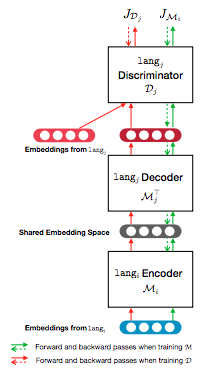 J_{D_j} J_{M_i}
lang_j
Discriminator
D_j
Embeddings from lang_j
lang_j Decoder
M_j^⊤
Shared Embedding Space
lang_i Encoder
M_i
Embeddings from lang_i
Forward and backward passes when training M
Forward and backward passes when training D